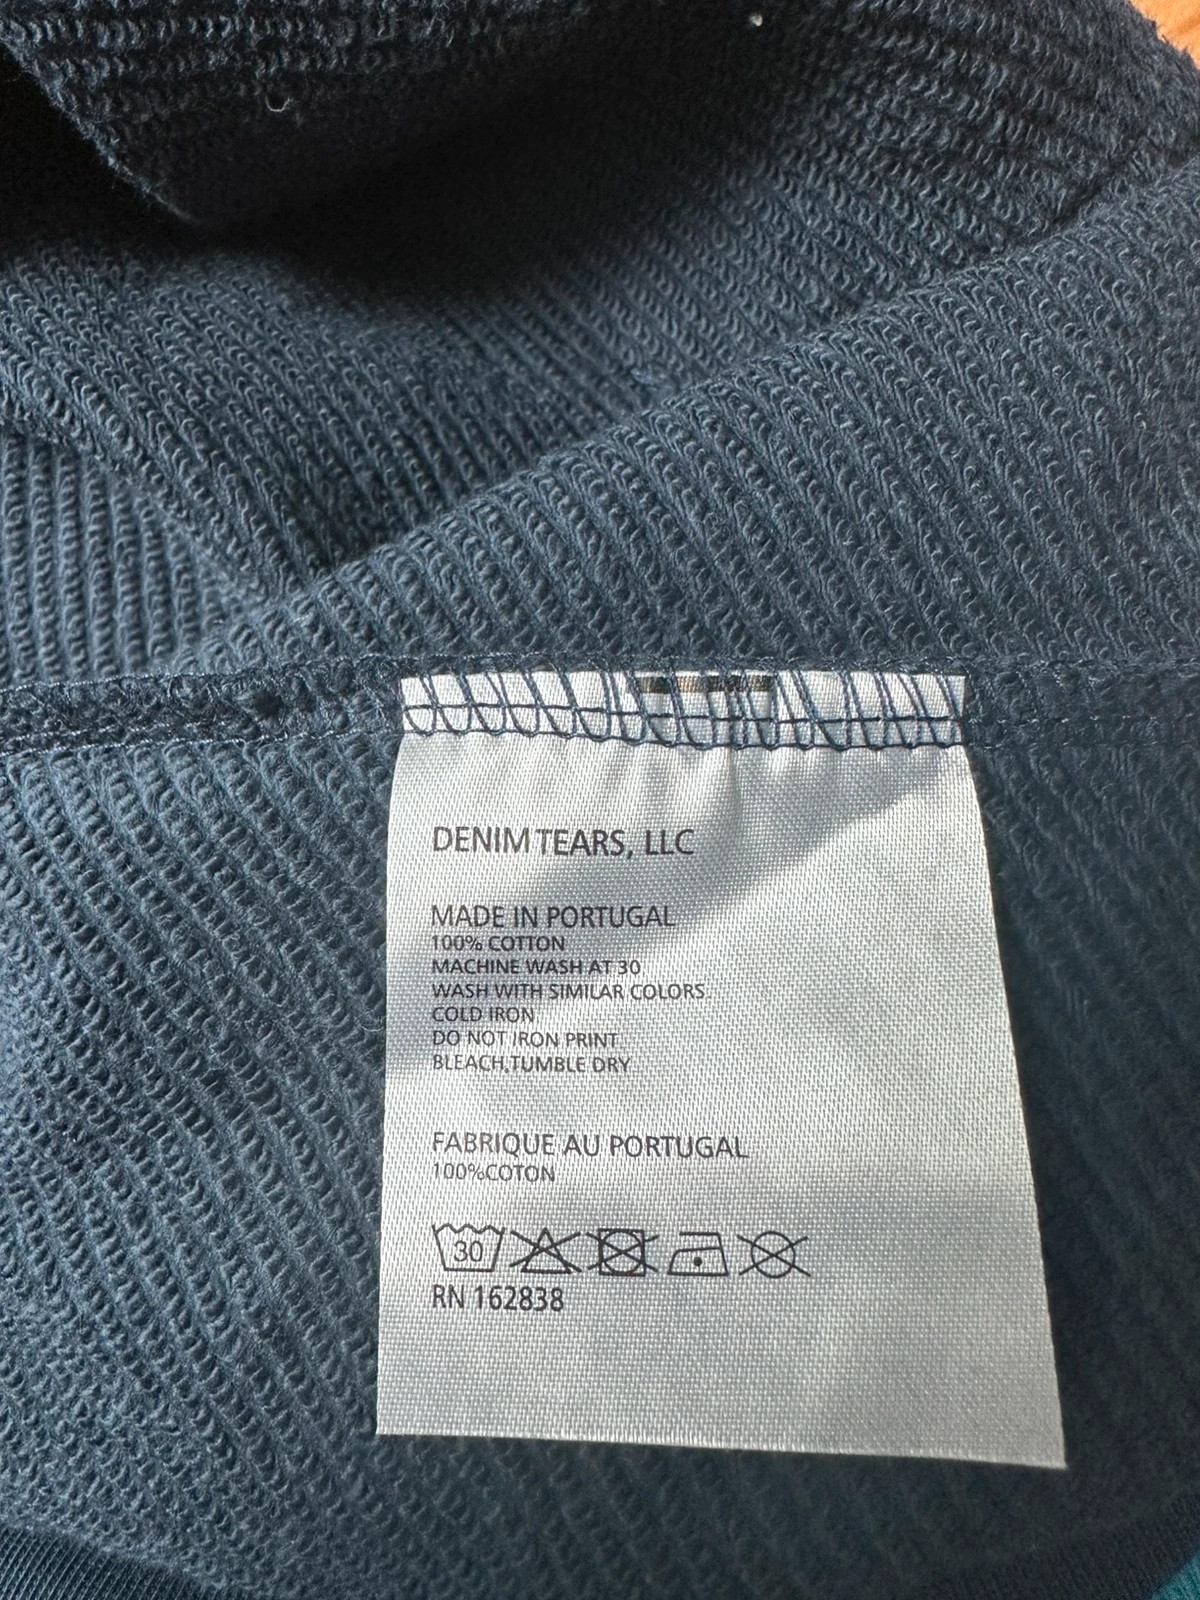 DENIM TEARS, LLC
MADE IN PORTUGAL
100% COTTON
MACHINE WASH AT 30
WASH WITH SIMILAR COLORS
COLD IRON
DO NOT IRON PRINT
BLEACH,TUMBLE DRY
FABRIQUE AU PORTUGAL
100%COTON
30
RN 162838